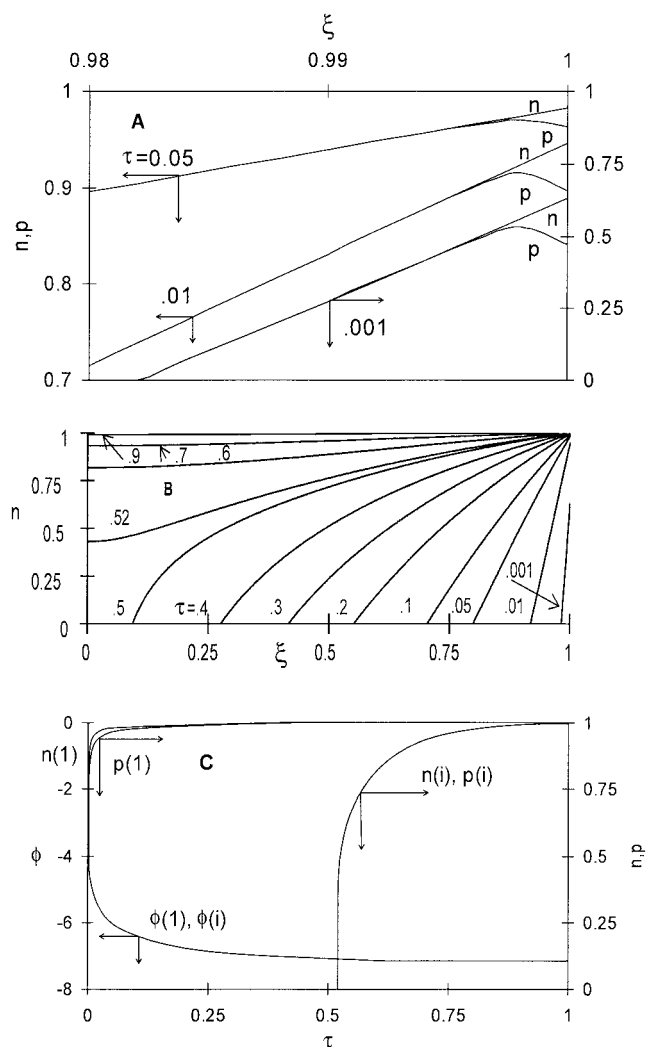 ξ
0.98 0.99 1
1 1
A n
p
τ=0.05 n 0.75
0.9 p
n,p n 0.5
p
0.8 .01 0.25
.001
0.7 0
1
.9 .7 .6
0.75 B
n .52
0.5
0.25 .001
.5 τ=.4 .3 .2 .1 .05 .01
0
0 0.25 0.5 0.75 1
ξ
0 1
n(1) p(1) C n(i), p(i)
-2 0.75
ϕ -4 0.5 n,p
ϕ(1), ϕ(i)
-6 0.25
-8 0
0 0.25 0.5 0.75 1
τ